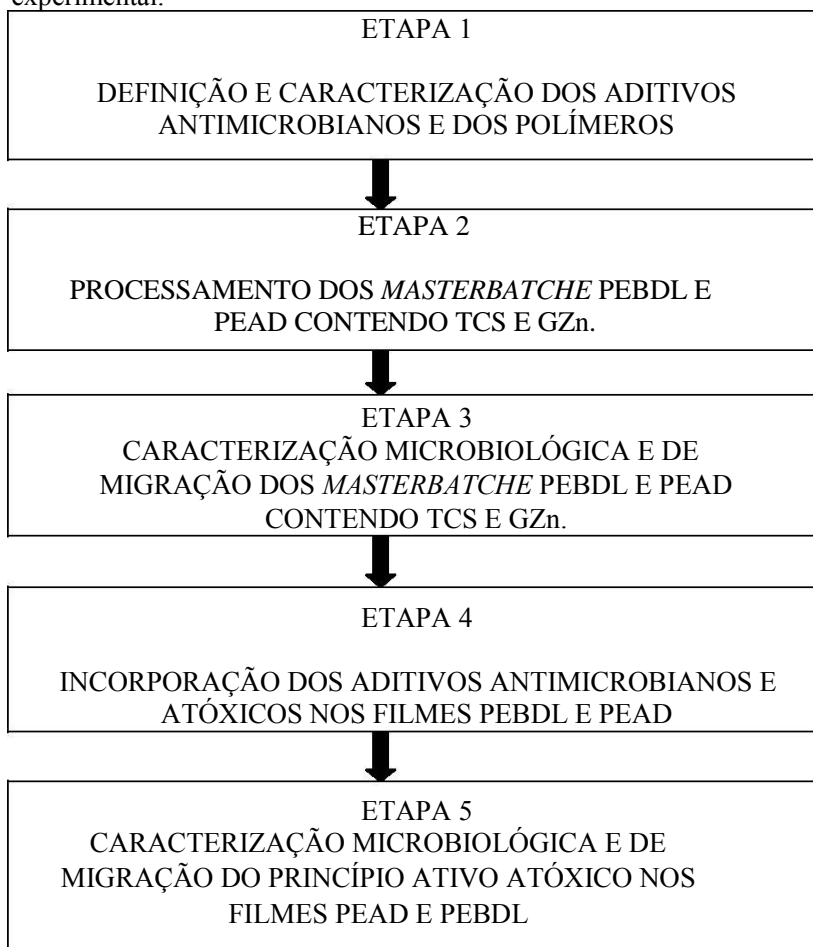 experimental.
ETAPA 1
DEFINIÇÃO E CARACTERIZAÇÃO DOS ADITIVOS
ANTIMICROBIANOS E DOS POLÍMEROS
ETAPA 2
PROCESSAMENTO DOS MASTERBATCHE PEBDL E
PEAD CONTENDO TCS E GZn.
ETAPA 3
CARACTERIZAÇÃO MICROBIOLÓGICA E DE
MIGRAÇÃO DOS MASTERBATCHE PEBDL E PEAD
CONTENDO TCS E GZn.
ETAPA 4
INCORPORAÇÃO DOS ADITIVOS ANTIMICROBIANOS E
ATÓXICOS NOS FILMES PEBDL E PEAD
ETAPA 5
CARACTERIZAÇÃO MICROBIOLÓGICA E DE
MIGRAÇÃO DO PRINCÍPIO ATIVO ATÓXICO NOS
FILMES PEAD E PEBDL